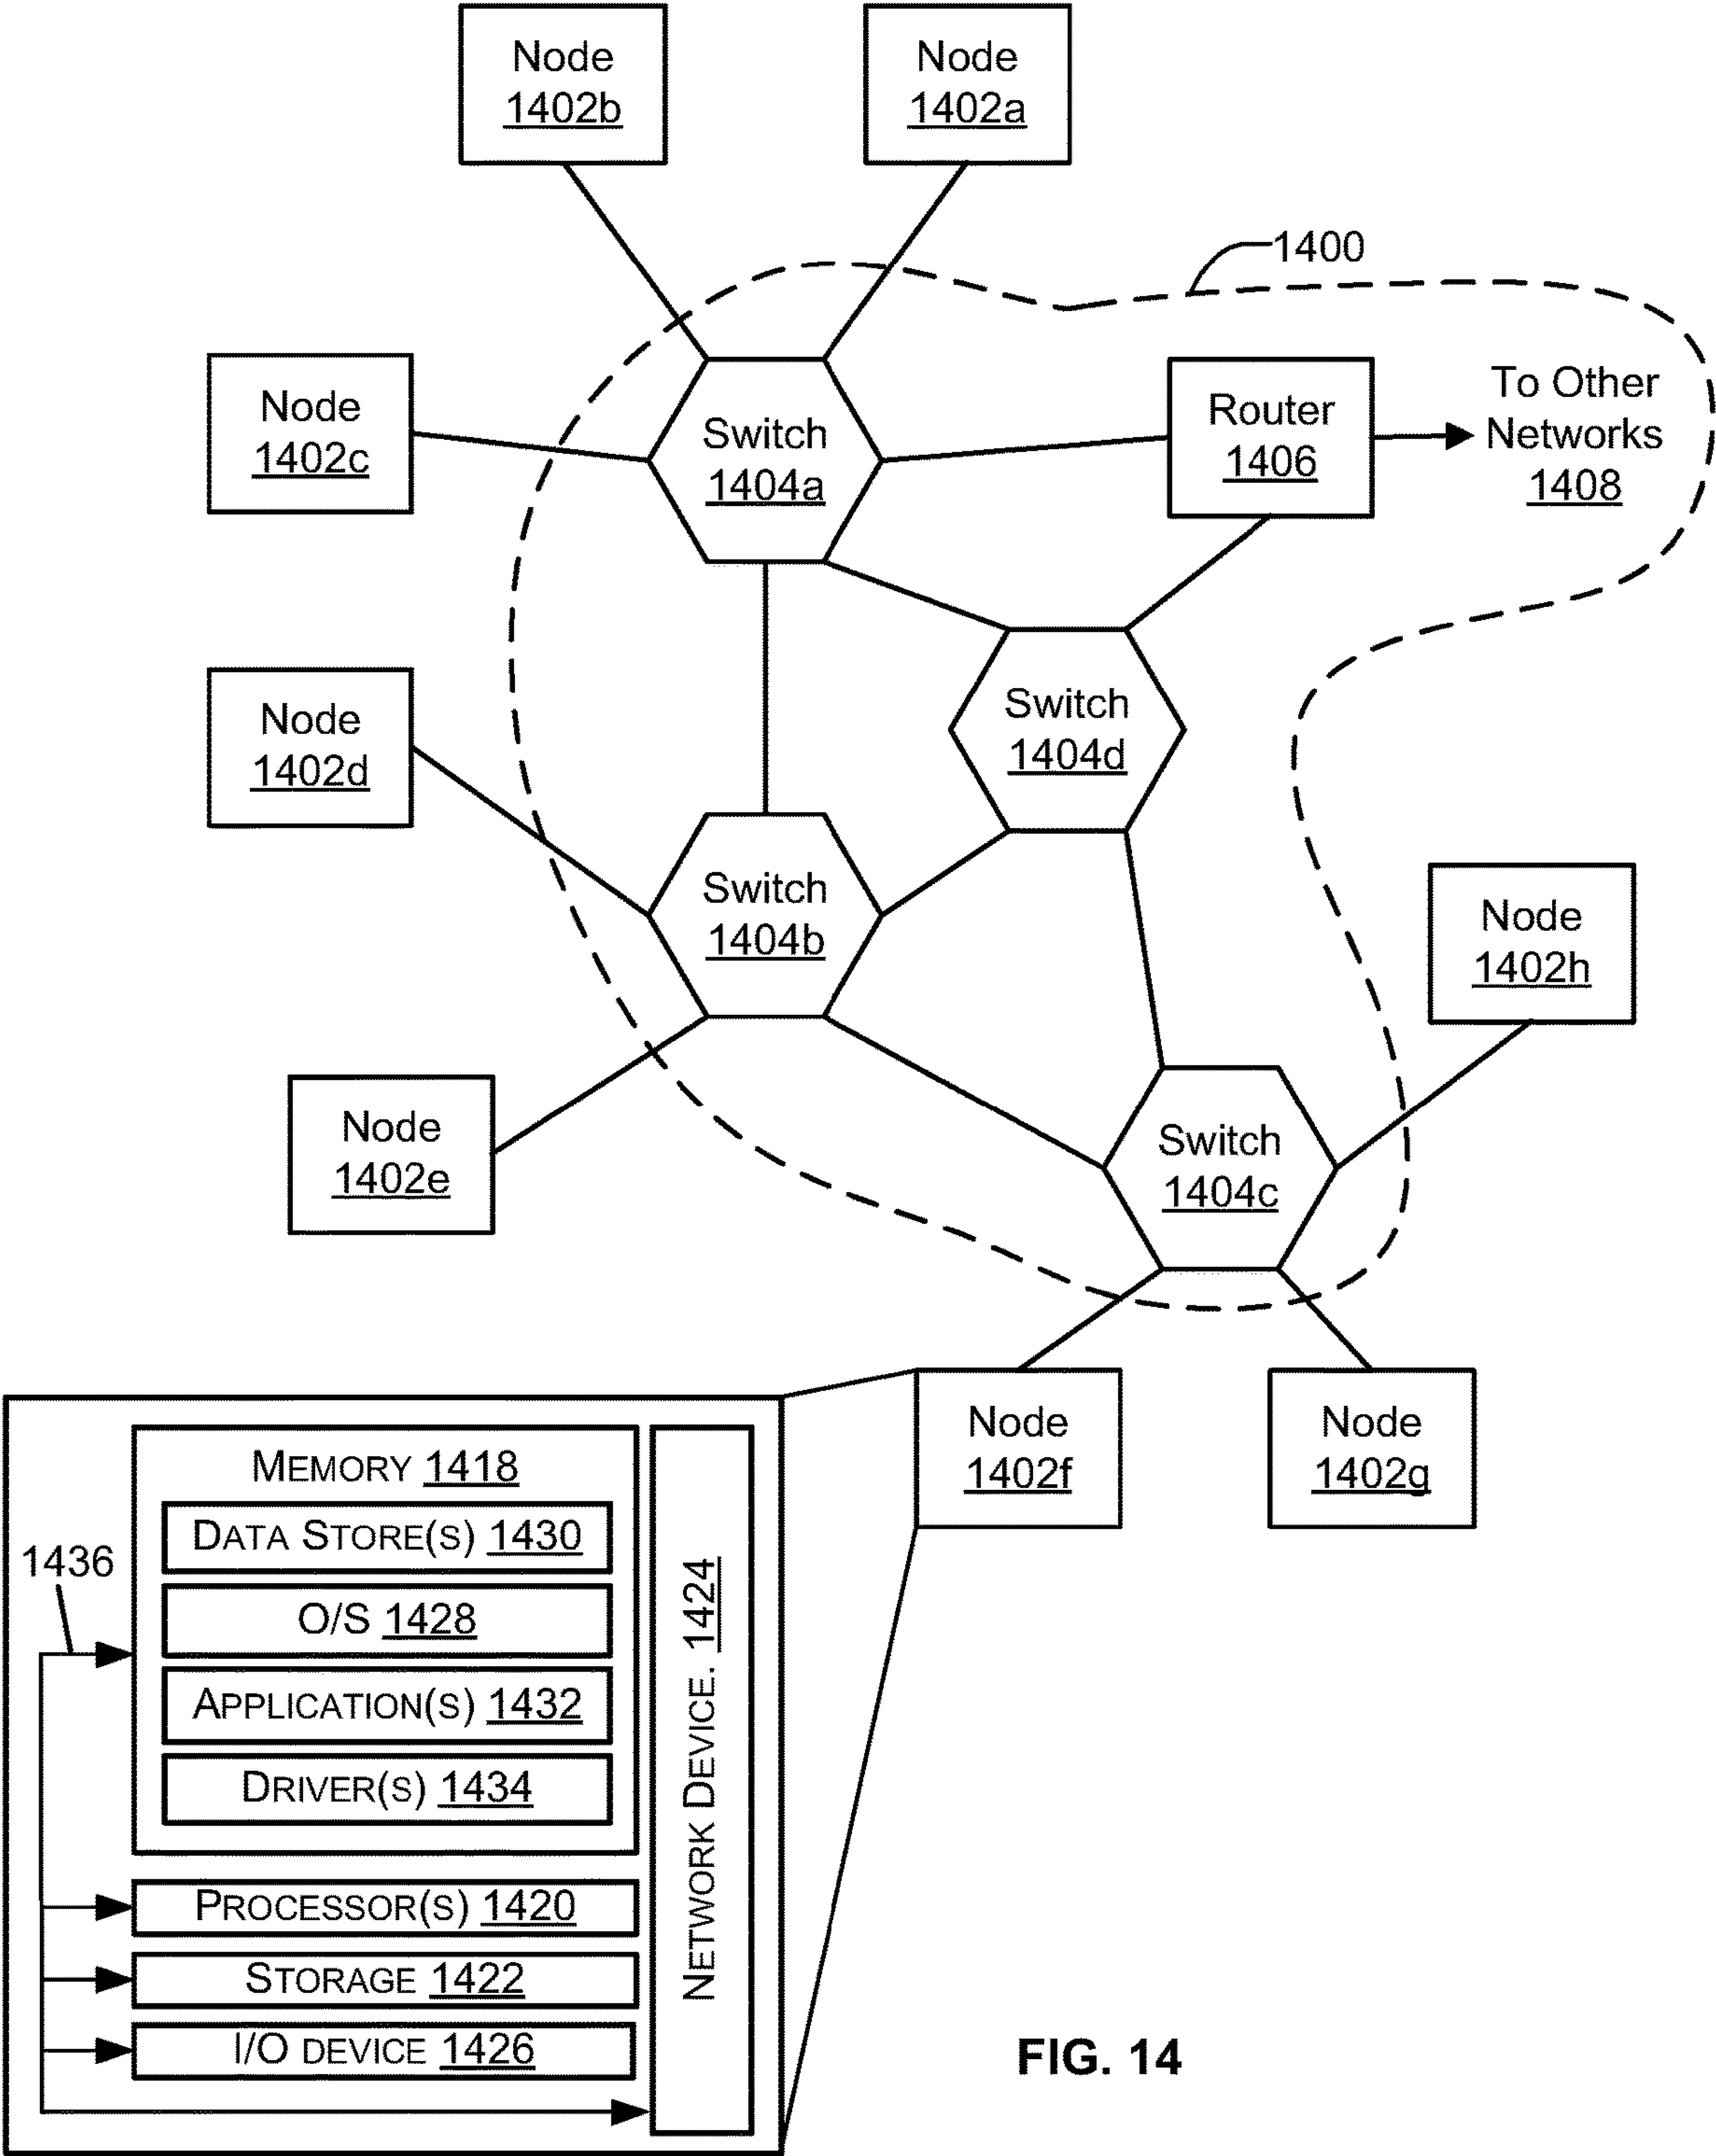 Node
1402b
Node
1402a
1400
Node
1402c
Switch
1404a
Router
1406
To Other
Networks
1408
Node
1402d
Switch
1404d
Switch
1404b
Node
1402h
Node
1402e
Switch
1404c
Node
1402f
Node
1402g
MEMORY 1418
DATA STORE(S) 1430
1436
O/S 1428
APPLICATION(S) 1432
DRIVER(S) 1434
PROCESSOR(S) 1420
STORAGE 1422
I/O DEVICE 1426
NETWORK DEVICE. 1424
FIG. 14